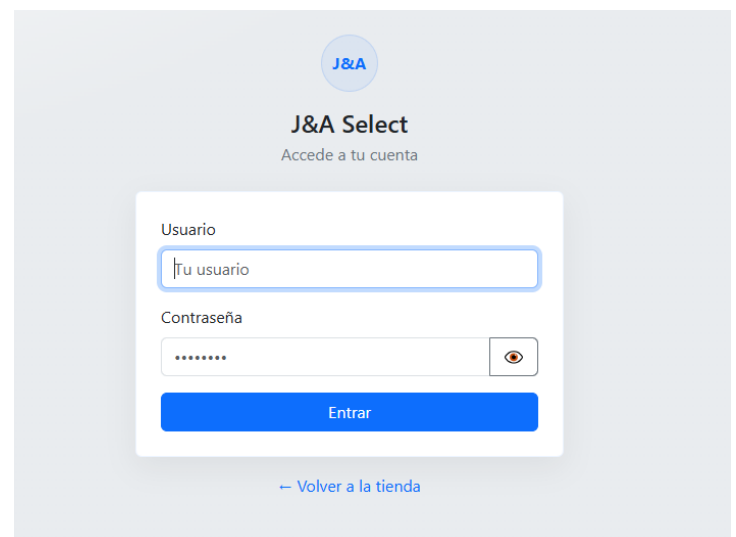 J&A
J&A Select
Accede a tu cuenta
Usuario
Tu usuario
Contraseña
••••••••
Entrar
← Volver a la tienda